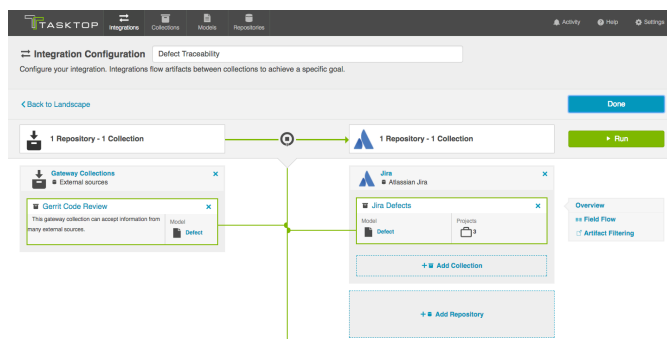 TASKTOP
Integrations
Collections
Models
Repositories
Activity
Help
Settings
Integration Configuration
Defect Traceability
Configure your integration. Integrations flow artifacts between collections to achieve a specific goal.
Back to Landscape
Done
1 Repository - 1 Collection
1 Repository - 1 Collection
Run
Gateway Collections
External sources
Gerrit Code Review
This gateway collection can accept information from
many external sources.
Model
Defect
Jira
Atlassian Jira
Jira Defects
Model
Defect
Projects
3
+ Add Collection
+ Add Repository
Overview
Field Flow
Artifact Filtering